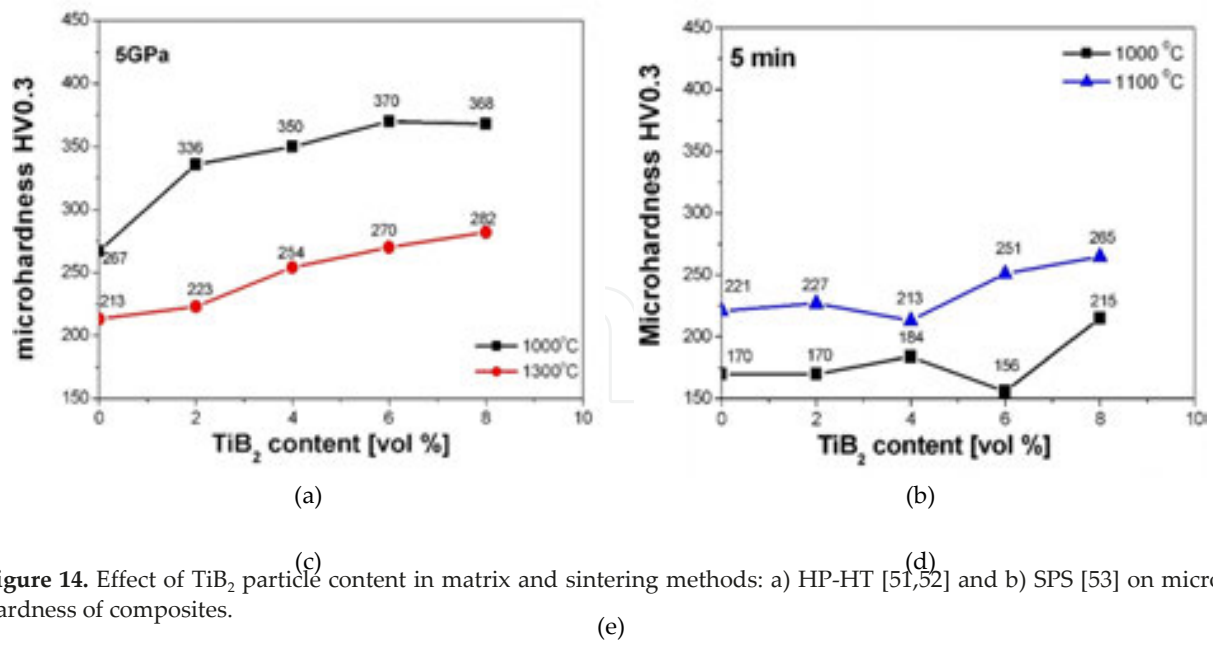 450
400
350
300
250
200
150
microhardness HV0.3
5GPa
267
336
350
370
368
213
223
254
270
282
1000°C
1300°C
0 2 4 6 8 10
TiB₂ content [vol %]
(a)
450
400
350
300
250
200
150
Microhardness HV0.3
5 min
1000 °C
1100 °C
221
227
213
251
265
170
170
184
156
215
0 2 4 6 8 10
TiB₂ content [vol %]
(b)
(c)
(d)
igure 14. Effect of TiB₂ particle content in matrix and sintering methods: a) HP-HT [51,52] and b) SPS [53] on micro
ardness of composites.
(e)